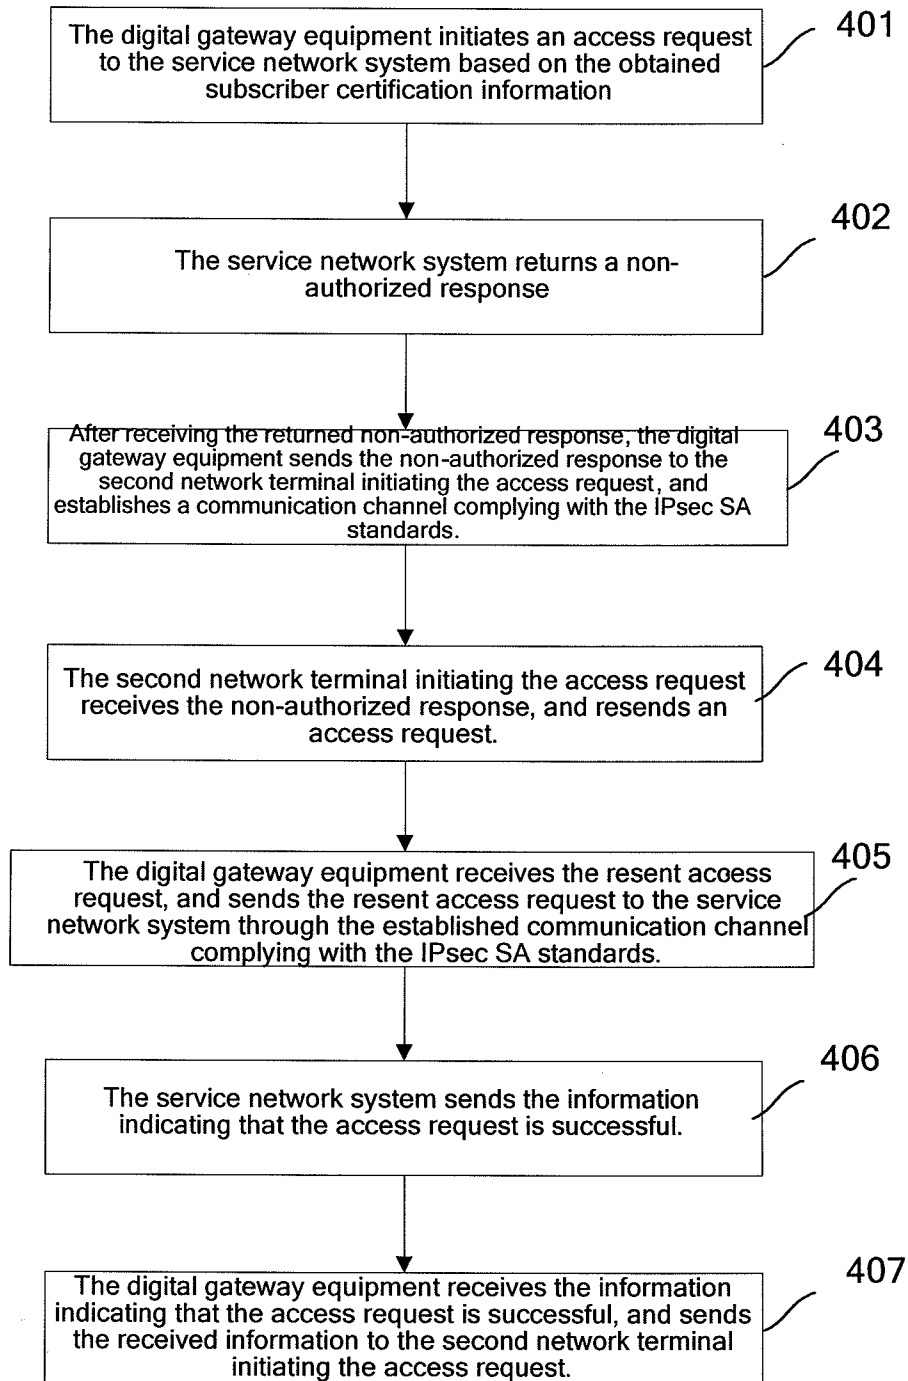 The digital gateway equipment initiates an access request
to the service network system based on the obtained
subscriber certification information
401
The service network system returns a non-
authorized response
402
After receiving the returned non-authorized response, the digital
gateway equipment sends the non-authorized response to the
second network terminal initiating the access request, and
establishes a communication channel complying with the IPsec SA
standards.
403
The second network terminal initiating the access request
receives the non-authorized response, and resends an
access request.
404
The digital gateway equipment receives the resent access
request, and sends the resent access request to the service
network system through the established communication channel
complying with the IPsec SA standards.
405
The service network system sends the information
indicating that the access request is successful.
406
The digital gateway equipment receives the information
indicating that the access request is successful, and sends
the received information to the second network terminal
initiating the access request.
407